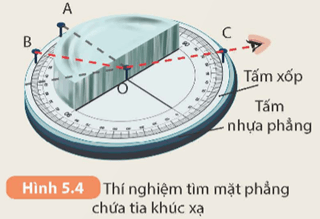 A
B
C
O
Tấm xốp
Tấm
nhựa phẳng
Hình 5.4 Thí nghiệm tìm mặt phẳng
chứa tia khúc xạ